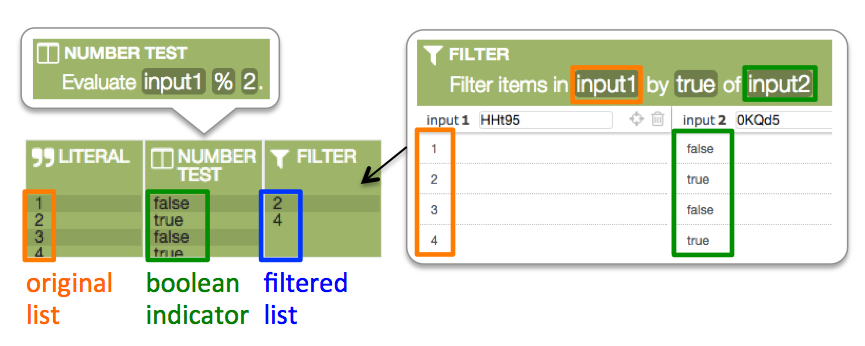 NUMBER TEST
Evaluate input1 % 2.
LITERAL
NUMBER
TEST
FILTER
1
2
3
4
false
true
false
true
2
4
original
list
boolean
indicator
filtered
list
FILTER
Filter items in input1 by true of input2
input 1 HHt95
input 2 0KQd5
1 false
2 true
3 false
4 true